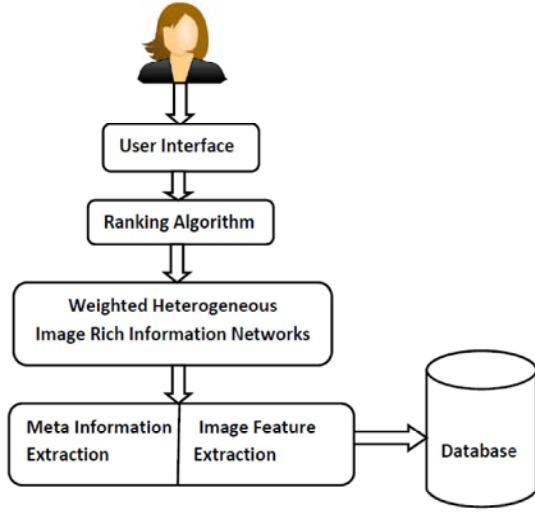 User Interface
Ranking Algorithm
Weighted Heterogeneous
Image Rich Information Networks
Meta Information
Extraction
Image Feature
Extraction
Database